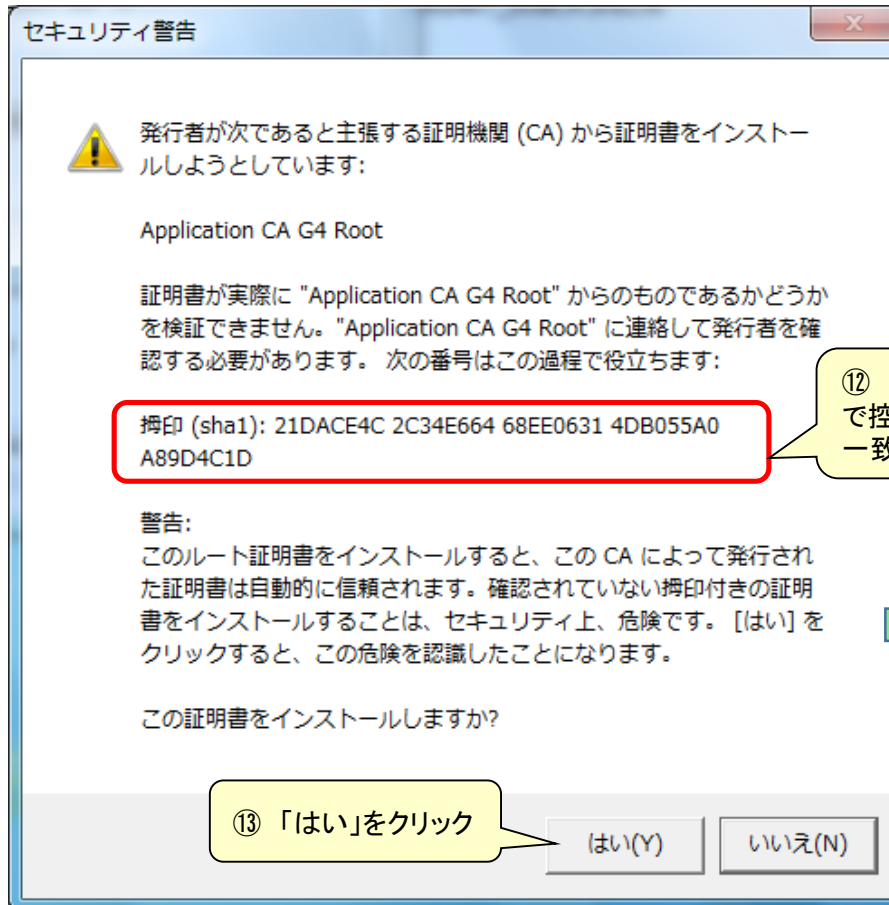 セキュリティ警告
発行者が次であると主張する証明機関 (CA) から証明書をインストー
ルしようとしています:
Application CA G4 Root
証明書が実際に "Application CA G4 Root" からのものであるかどうか
を検証できません。"Application CA G4 Root" に連絡して発行者を確
認する必要があります。 次の番号はこの過程で役立ちます:
⑫
で控
一致
拇印 (sha1): 21DACE4C 2C34E664 68EE0631 4DB055A0
A89D4C1D
警告:
このルート証明書をインストールすると、この CA によって発行され
た証明書は自動的に信頼されます。確認されていない拇印付きの証明
書をインストールすることは、セキュリティ上、危険です。 [はい] を
クリックすると、この危険を認識したことになります。
この証明書をインストールしますか?
⑬ 「はい」をクリック
はい(Y)
いいえ(N)